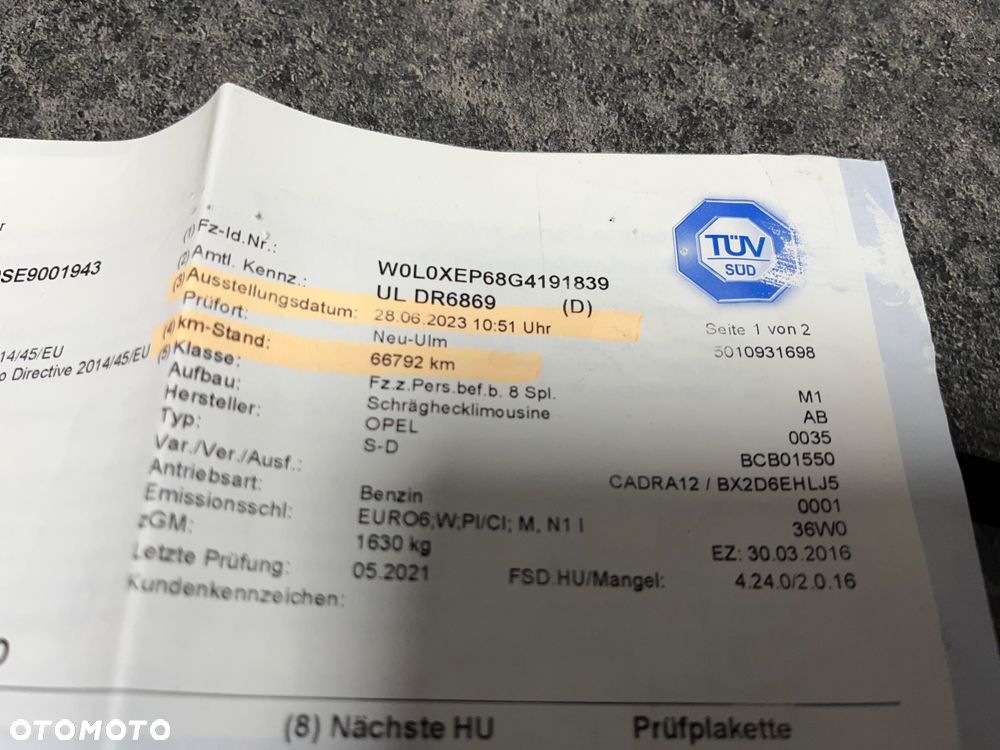 (1) Fz-Id.Nr.: W0L0XEP68G4191839
(2) Amtl. Kennz.: UL DR6869 (D)
(3) Ausstellungsdatum: 28.06.2023 10:51 Uhr
Prüfort: Neu-Ulm
(4) km-Stand: 66792 km
(5) Klasse: Fz.z.Pers.bef.b. 8 Spl. M1
Aufbau: Schräghecklimousine AB
Hersteller: OPEL 0035
Typ: S-D BCB01550
Var./Ver./Ausf.: CADRA12 / BX2D6EHLJ5
Antriebsart: Benzin 0001
Emissionsschl: EURO6;W;PI/CI; M, N1 I 36W0
zGM: 1630 kg EZ: 30.03.2016
Letzte Prüfung: 05.2021 FSD.HU/Mangel: 4.24.0/2.0.16
Kundenkennzeichen:
TÜV
SÜD
Seite 1 von 2
5010931698
SE9001943
14/45/EU
Directive 2014/45/EU
(8) Nächste HU Prüfplakette
OTOMOTO